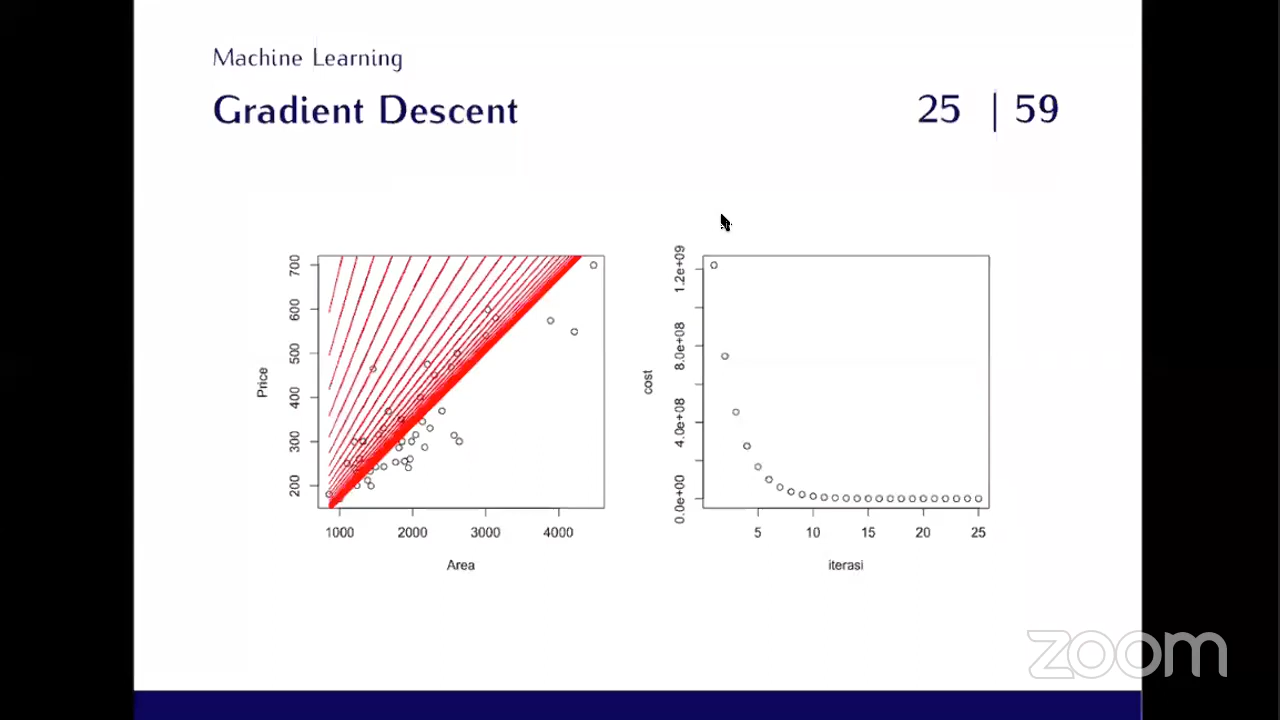 Machine Learning
Gradient Descent
25 | 59
700
600
500
400
300
200
Price
1000 2000 3000 4000
Area
1.2e+09
8.0e+08
4.0e+08
0.0e+00
cost
5 10 15 20 25
iterasi
zoom